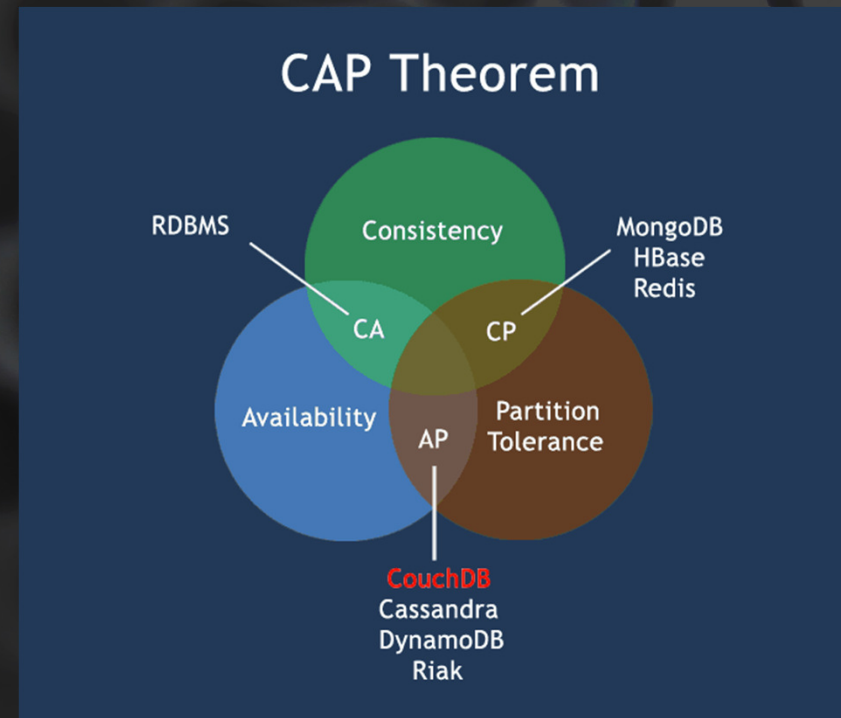 CAP Theorem
RDBMS
Consistency
MongoDB
HBase
Redis
CA
CP
Availability
Partition
Tolerance
AP
CouchDB
Cassandra
DynamoDB
Riak